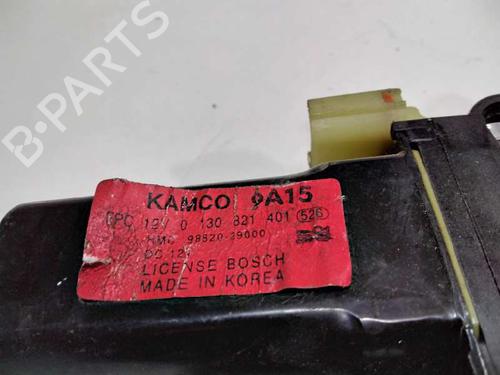 KAMCO 9A15
CPC 12V 0 130 821 401 526
HMC 98820-29000
DC 12V
LICENSE BOSCH
MADE IN KOREA
B-PARTS